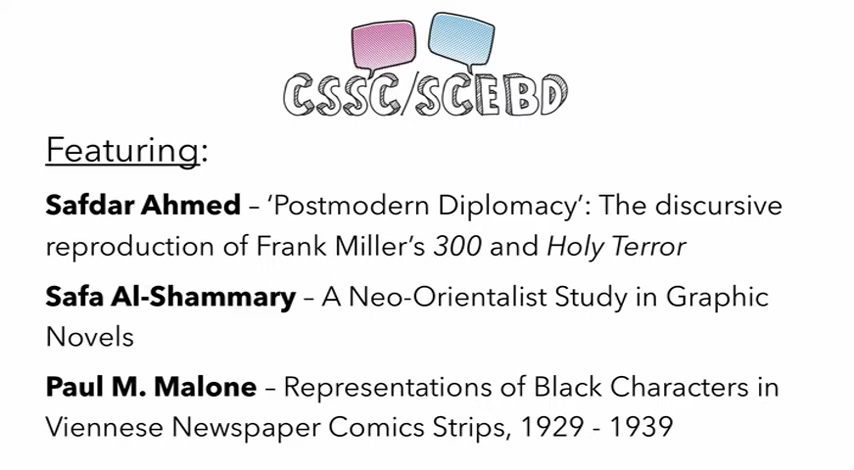 CSSC/SCEBD
Featuring:
Safdar Ahmed – ‘Postmodern Diplomacy’: The discursive
reproduction of Frank Miller’s 300 and Holy Terror
Safa Al-Shammary – A Neo-Orientalist Study in Graphic
Novels
Paul M. Malone – Representations of Black Characters in
Viennese Newspaper Comics Strips, 1929 - 1939